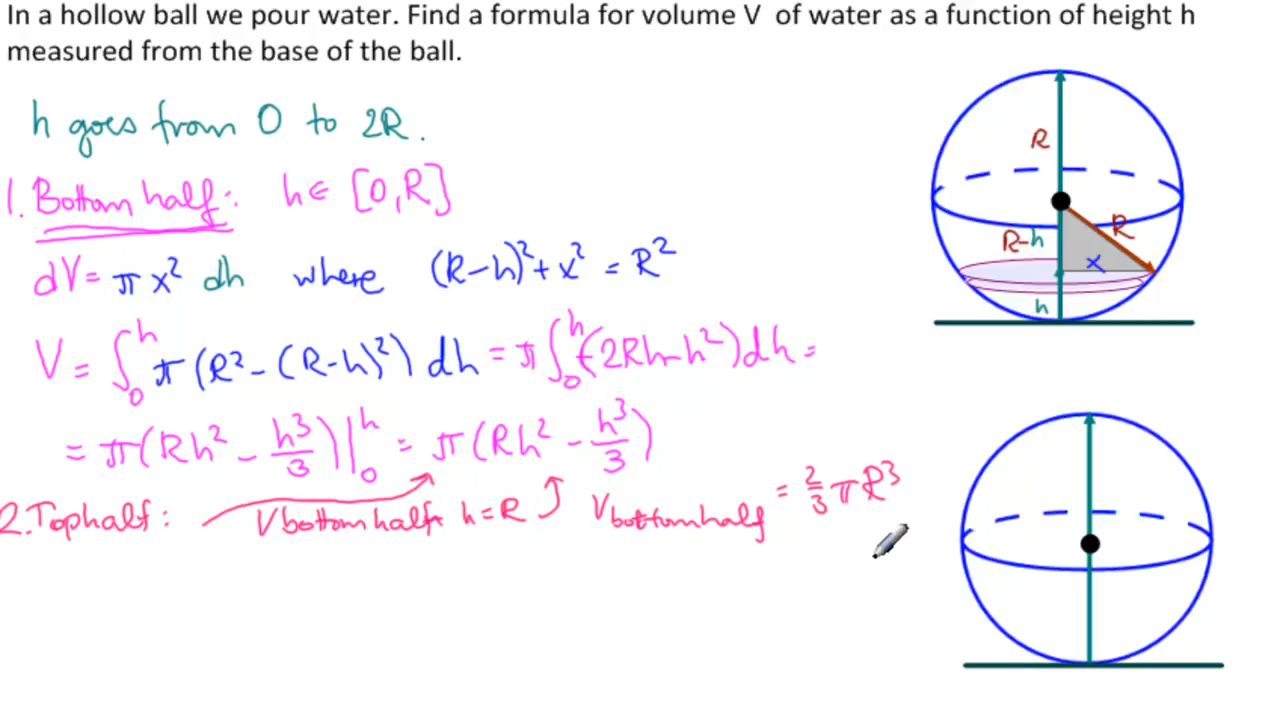 In a hollow ball we pour water. Find a formula for volume V of water as a function of height h
measured from the base of the ball.
h goes from 0 to 2R.
1. Bottom half: h∈ [0,R]
dV = π x² dh where (R-h)² + x² = R²
V = ∫₀ʰ π (R² - (R-h)²) dh = π ∫₀ʰ (2Rh - h²) dh =
= π (Rh² - h³/3) |₀ʰ = π (Rh² - h³/3)
2. Top half: V bottom half h=R V bottom half = 2/3 π R³
R
R-h
R
x
h